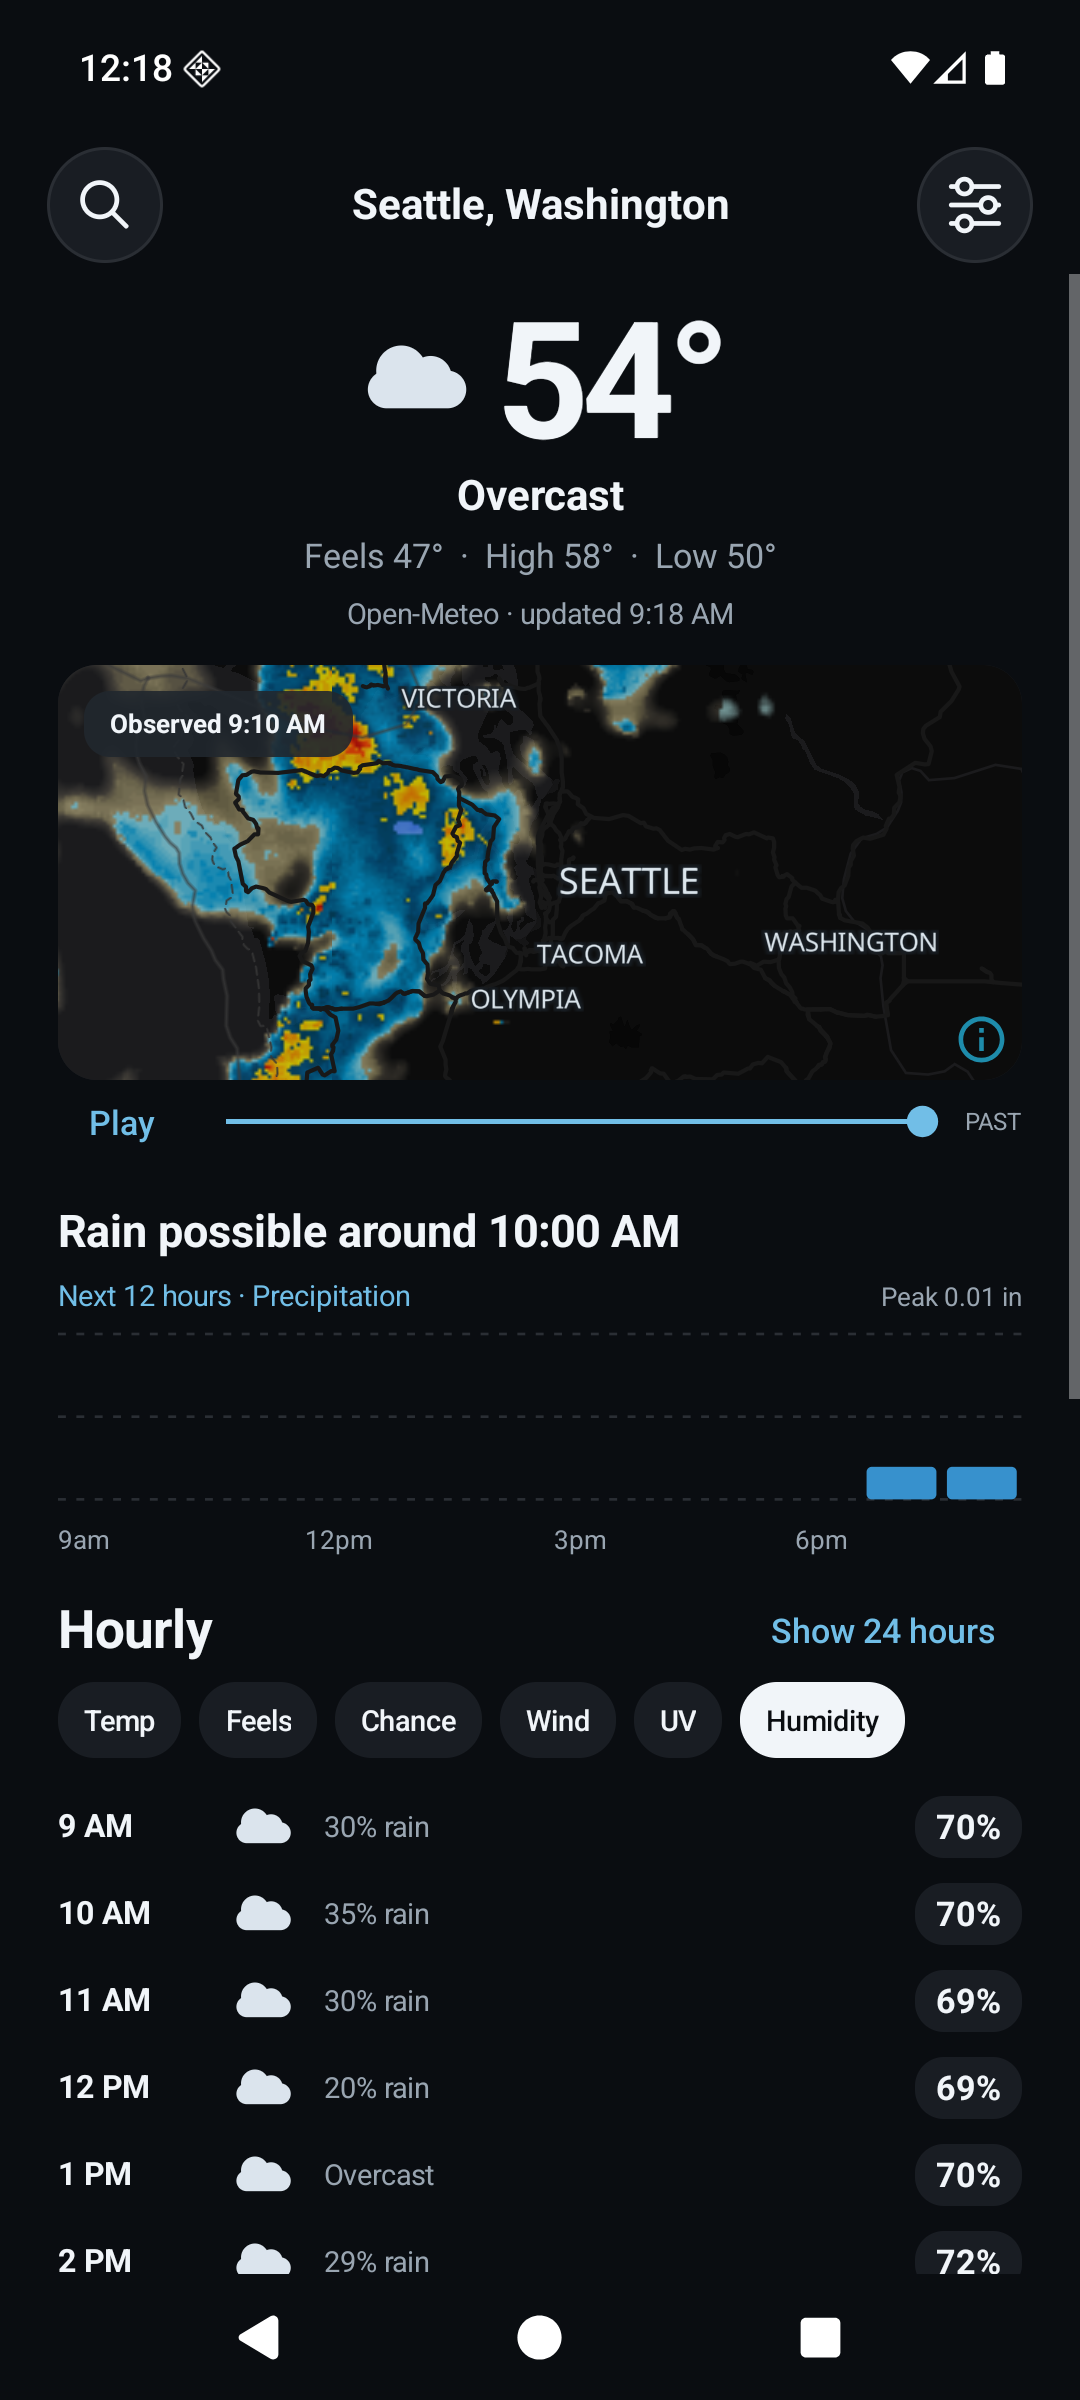 12:18
Seattle, Washington
54°
Overcast
Feels 47° · High 58° · Low 50°
Open-Meteo · updated 9:18 AM
Observed 9:10 AM
VICTORIA
SEATTLE
TACOMA
WASHINGTON
OLYMPIA
Play
PAST
Rain possible around 10:00 AM
Next 12 hours · Precipitation
Peak 0.01 in
9am 12pm 3pm 6pm
Hourly
Show 24 hours
Temp Feels Chance Wind UV Humidity
9 AM 30% rain 70%
10 AM 35% rain 70%
11 AM 30% rain 69%
12 PM 20% rain 69%
1 PM Overcast 70%
2 PM 29% rain 72%